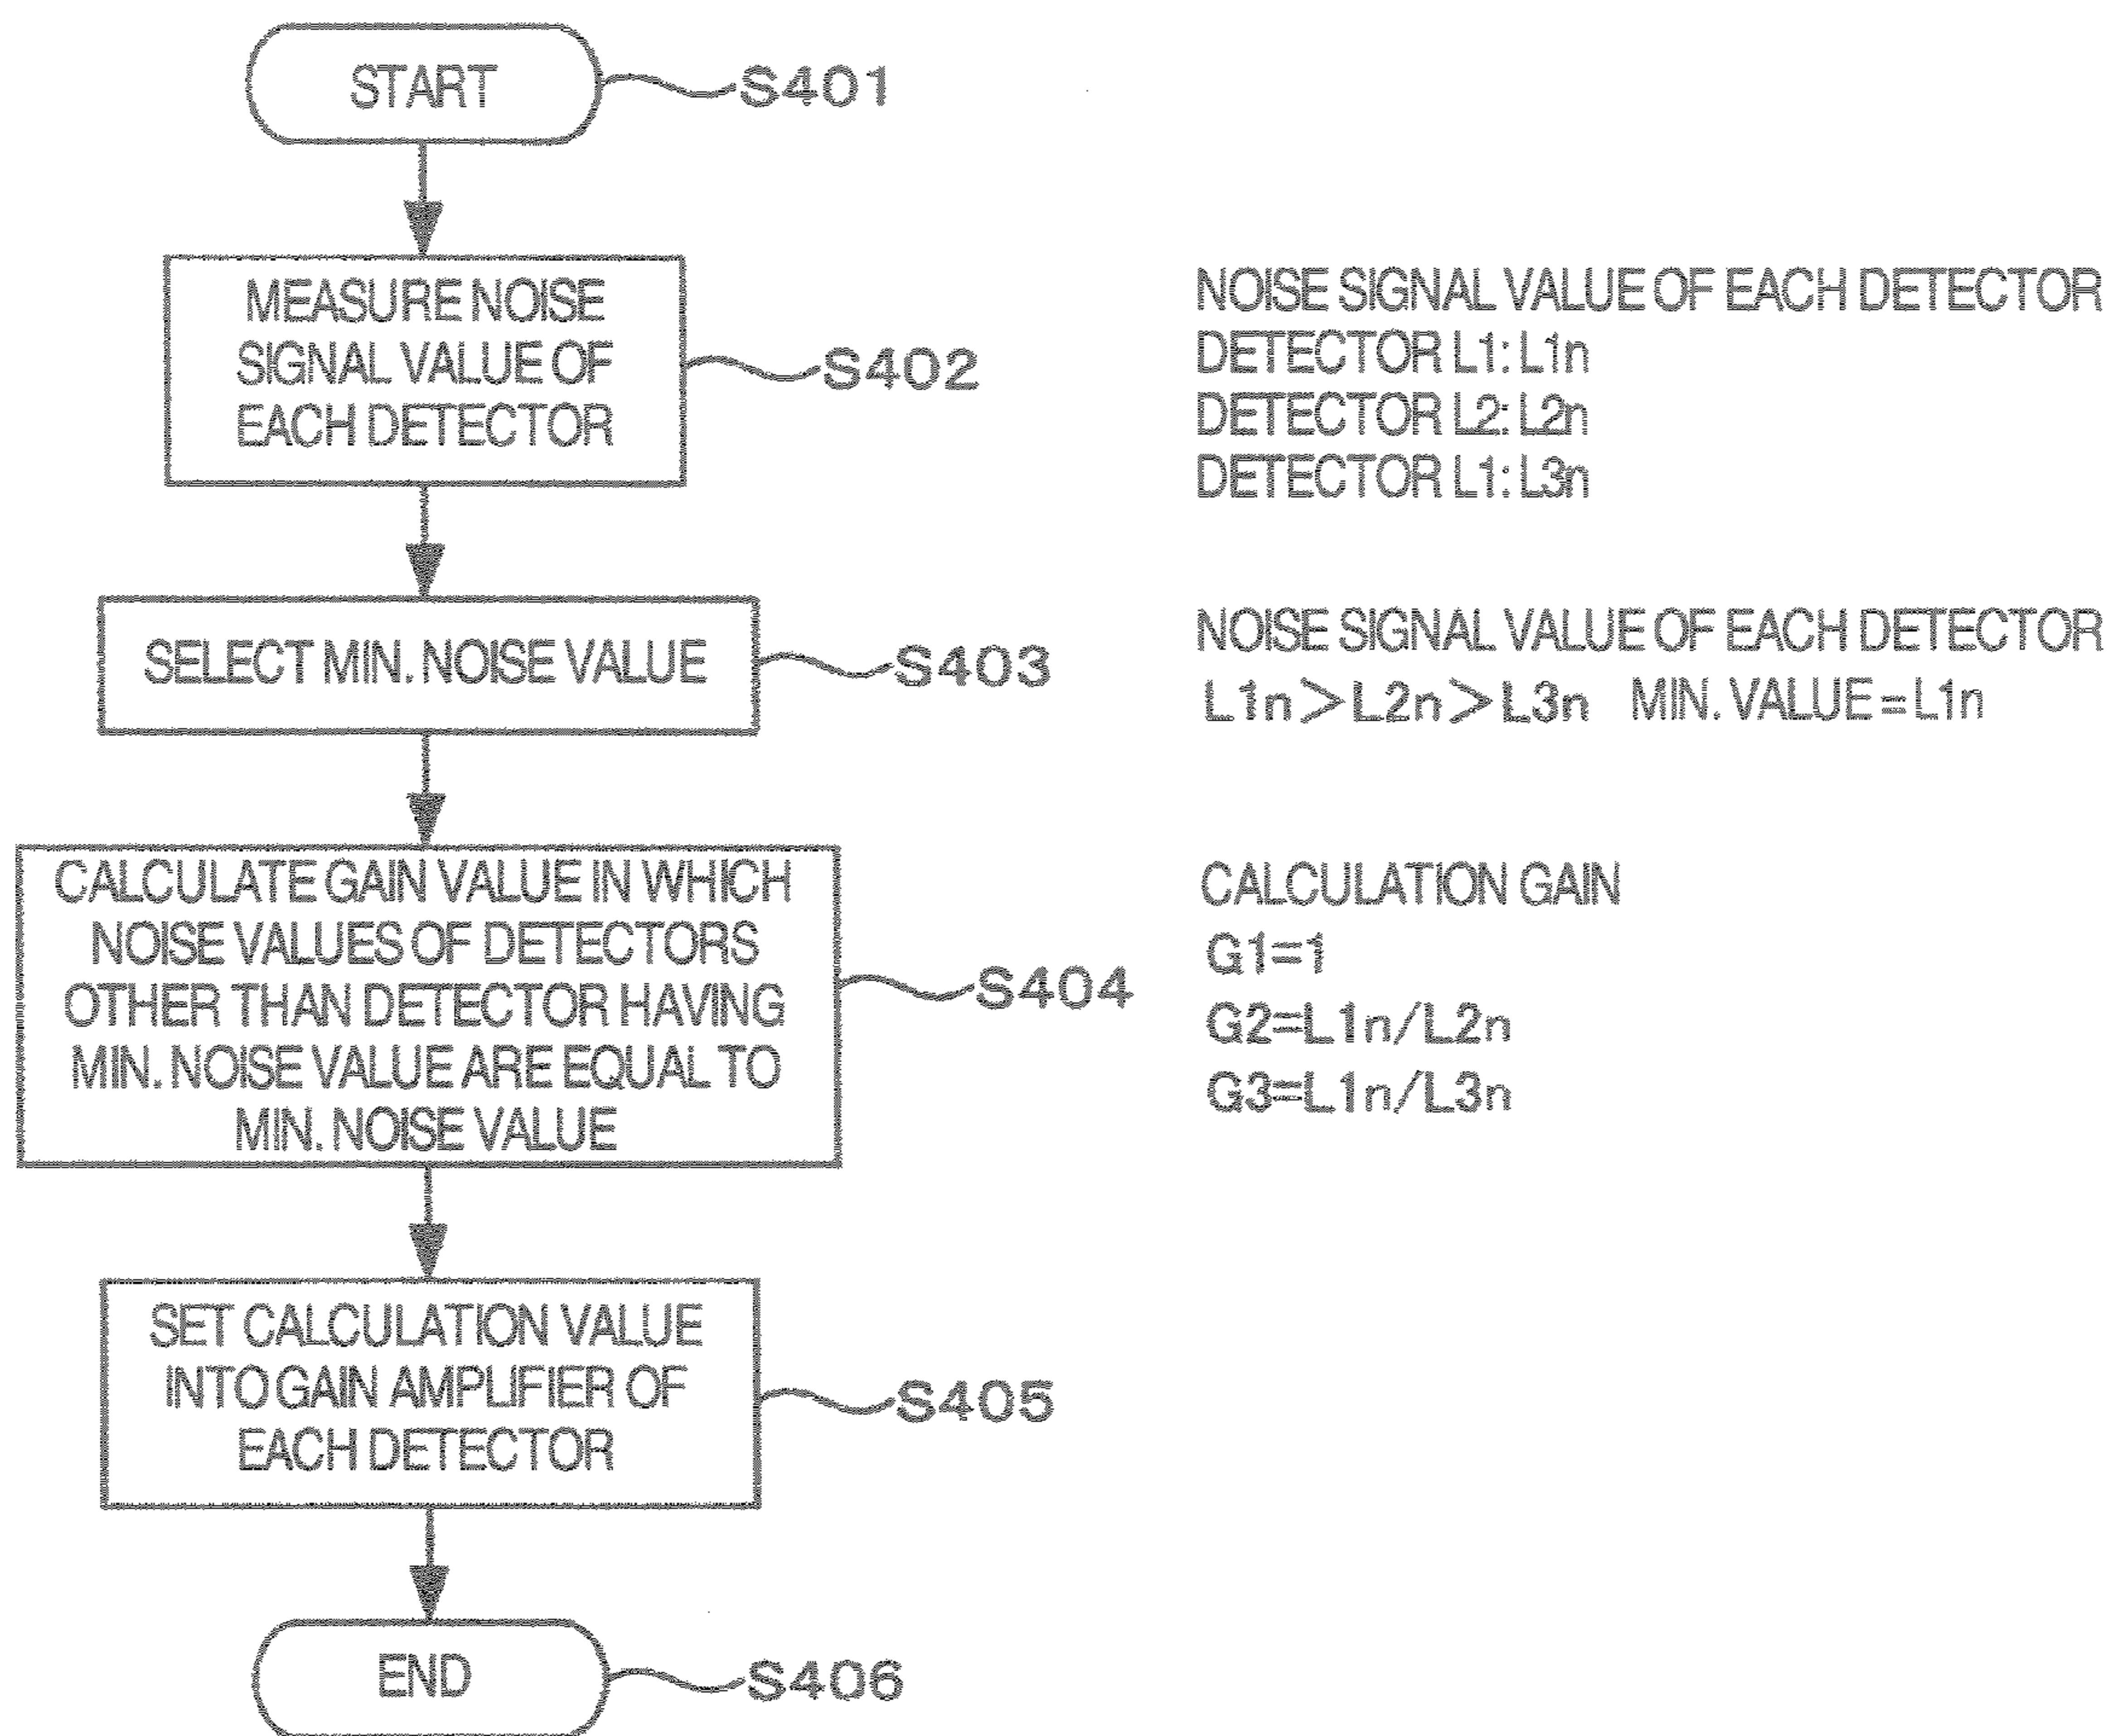 START
S401
MEASURE NOISE
SIGNAL VALUE OF
EACH DETECTOR
S402
NOISE SIGNAL VALUE OF EACH DETECTOR
DETECTOR L1: L1n
DETECTOR L2: L2n
DETECTOR L1: L3n
SELECT MIN. NOISE VALUE
S403
NOISE SIGNAL VALUE OF EACH DETECTOR
L1n>L2n>L3n MIN. VALUE=L1n
CALCULATE GAIN VALUE IN WHICH
NOISE VALUES OF DETECTORS
OTHER THAN DETECTOR HAVING
MIN. NOISE VALUE ARE EQUAL TO
MIN. NOISE VALUE
S404
CALCULATION GAIN
G1=1
G2=L1n/L2n
G3=L1n/L3n
SET CALCULATION VALUE
INTO GAIN AMPLIFIER OF
EACH DETECTOR
S405
END
S406